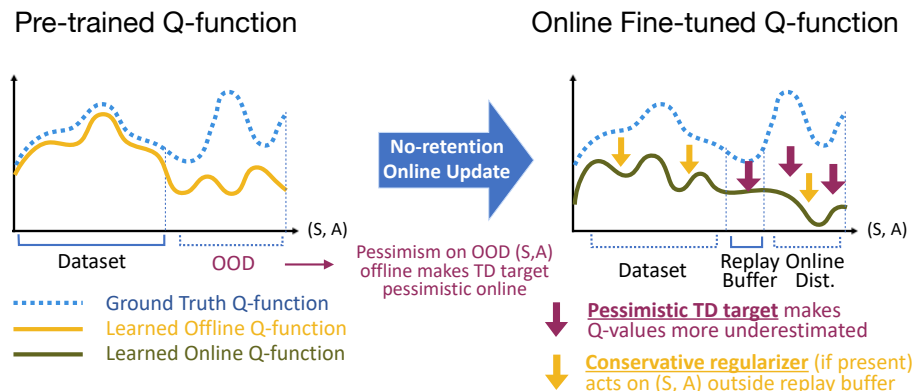 Pre-trained Q-function
Online Fine-tuned Q-function
No-retention
Online Update
(S, A)
(S, A)
Dataset
OOD
Pessimism on OOD (S,A)
offline makes TD target
pessimistic online
Dataset
Replay
Buffer
Online
Dist.
Ground Truth Q-function
Learned Offline Q-function
Learned Online Q-function
Pessimistic TD target makes
Q-values more underestimated
Conservative regularizer (if present)
acts on (S, A) outside replay buffer